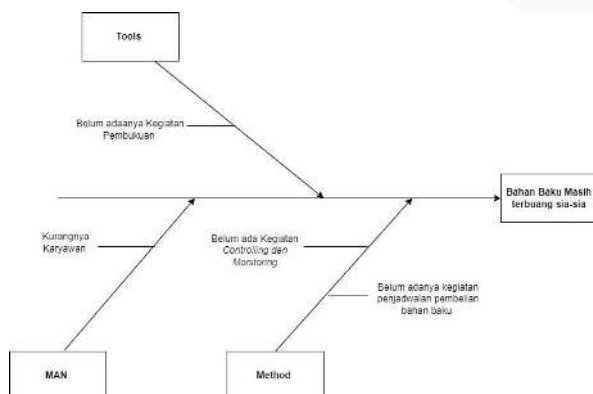 Tools
Belum adaanya Kegiatan
Pembukuan
Bahan Baku Masih
terbuang sia-sia
Kurangnya
Karyawan
Belum ada Kegiatan
Controlling den
Monitoring
Belum adanya kegiatan
penjadwalan pembelian
bahan baku
MAN
Method